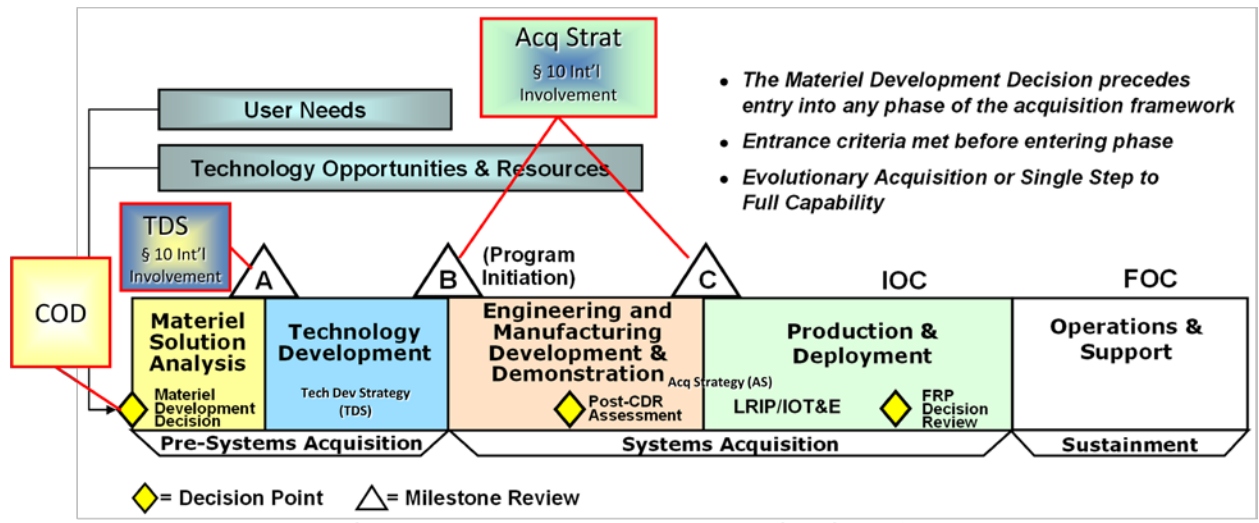 Acq Strat
§ 10 Int'l
Involvement
• The Materiel Development Decision precedes
entry into any phase of the acquisition framework
• Entrance criteria met before entering phase
• Evolutionary Acquisition or Single Step to
Full Capability
User Needs
Technology Opportunities & Resources
TDS
§ 10 Int'l
Involvement
COD
A
B
(Program
Initiation)
C
IOC
FOC
Materiel
Solution
Analysis
Materiel
Development
Decision
Technology
Development
Tech Dev Strategy
(TDS)
Engineering and
Manufacturing
Development &
Demonstration
Acq Strategy (AS)
Post-CDR
Assessment
Production &
Deployment
LRIP/IOT&E
FRP
Decision
Review
Operations &
Support
Pre-Systems Acquisition
Systems Acquisition
Sustainment
= Decision Point
= Milestone Review